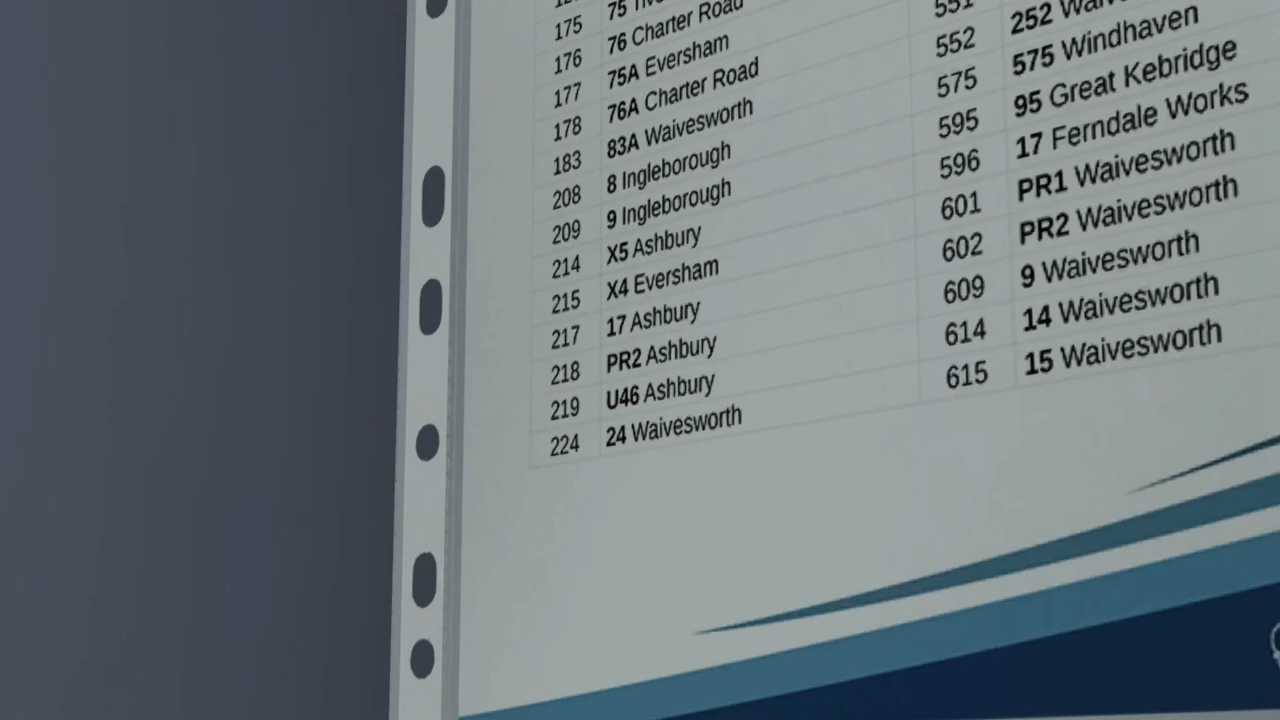 175 75
176 76 Charter Road
177 75A Eversham
178 76A Charter Road
183 83A Waivesworth
208 8 Ingleborough
209 9 Ingleborough
214 X5 Ashbury
215 X4 Eversham
217 17 Ashbury
218 PR2 Ashbury
219 U46 Ashbury
224 24 Waivesworth
551
552 252
575 575 Windhaven
595 95 Great Kebridge
596 17 Ferndale Works
601 PR1 Waivesworth
602 PR2 Waivesworth
609 9 Waivesworth
614 14 Waivesworth
615 15 Waivesworth